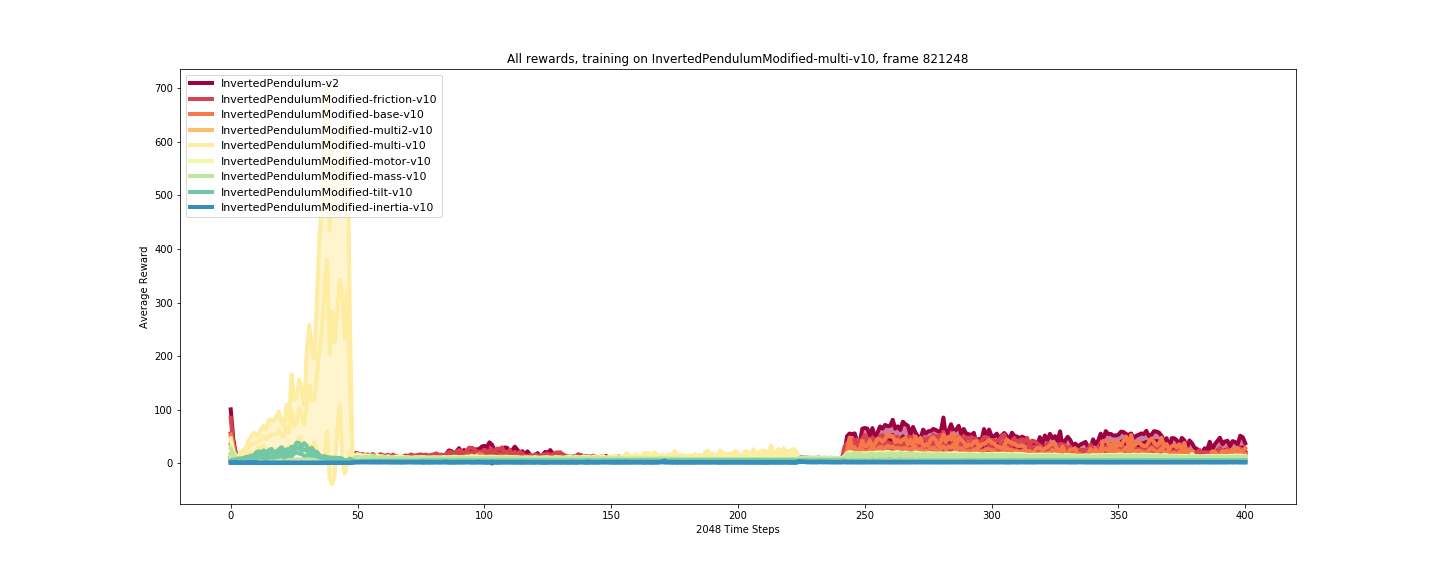 All rewards, training on InvertedPendulumModified-multi-v10, frame 821248
InvertedPendulum-v2
InvertedPendulumModified-friction-v10
InvertedPendulumModified-base-v10
InvertedPendulumModified-multi2-v10
InvertedPendulumModified-multi-v10
InvertedPendulumModified-motor-v10
InvertedPendulumModified-mass-v10
InvertedPendulumModified-tilt-v10
InvertedPendulumModified-inertia-v10
Average Reward
700
600
500
400
300
200
100
0
0 50 100 150 200 250 300 350 400
2048 Time Steps